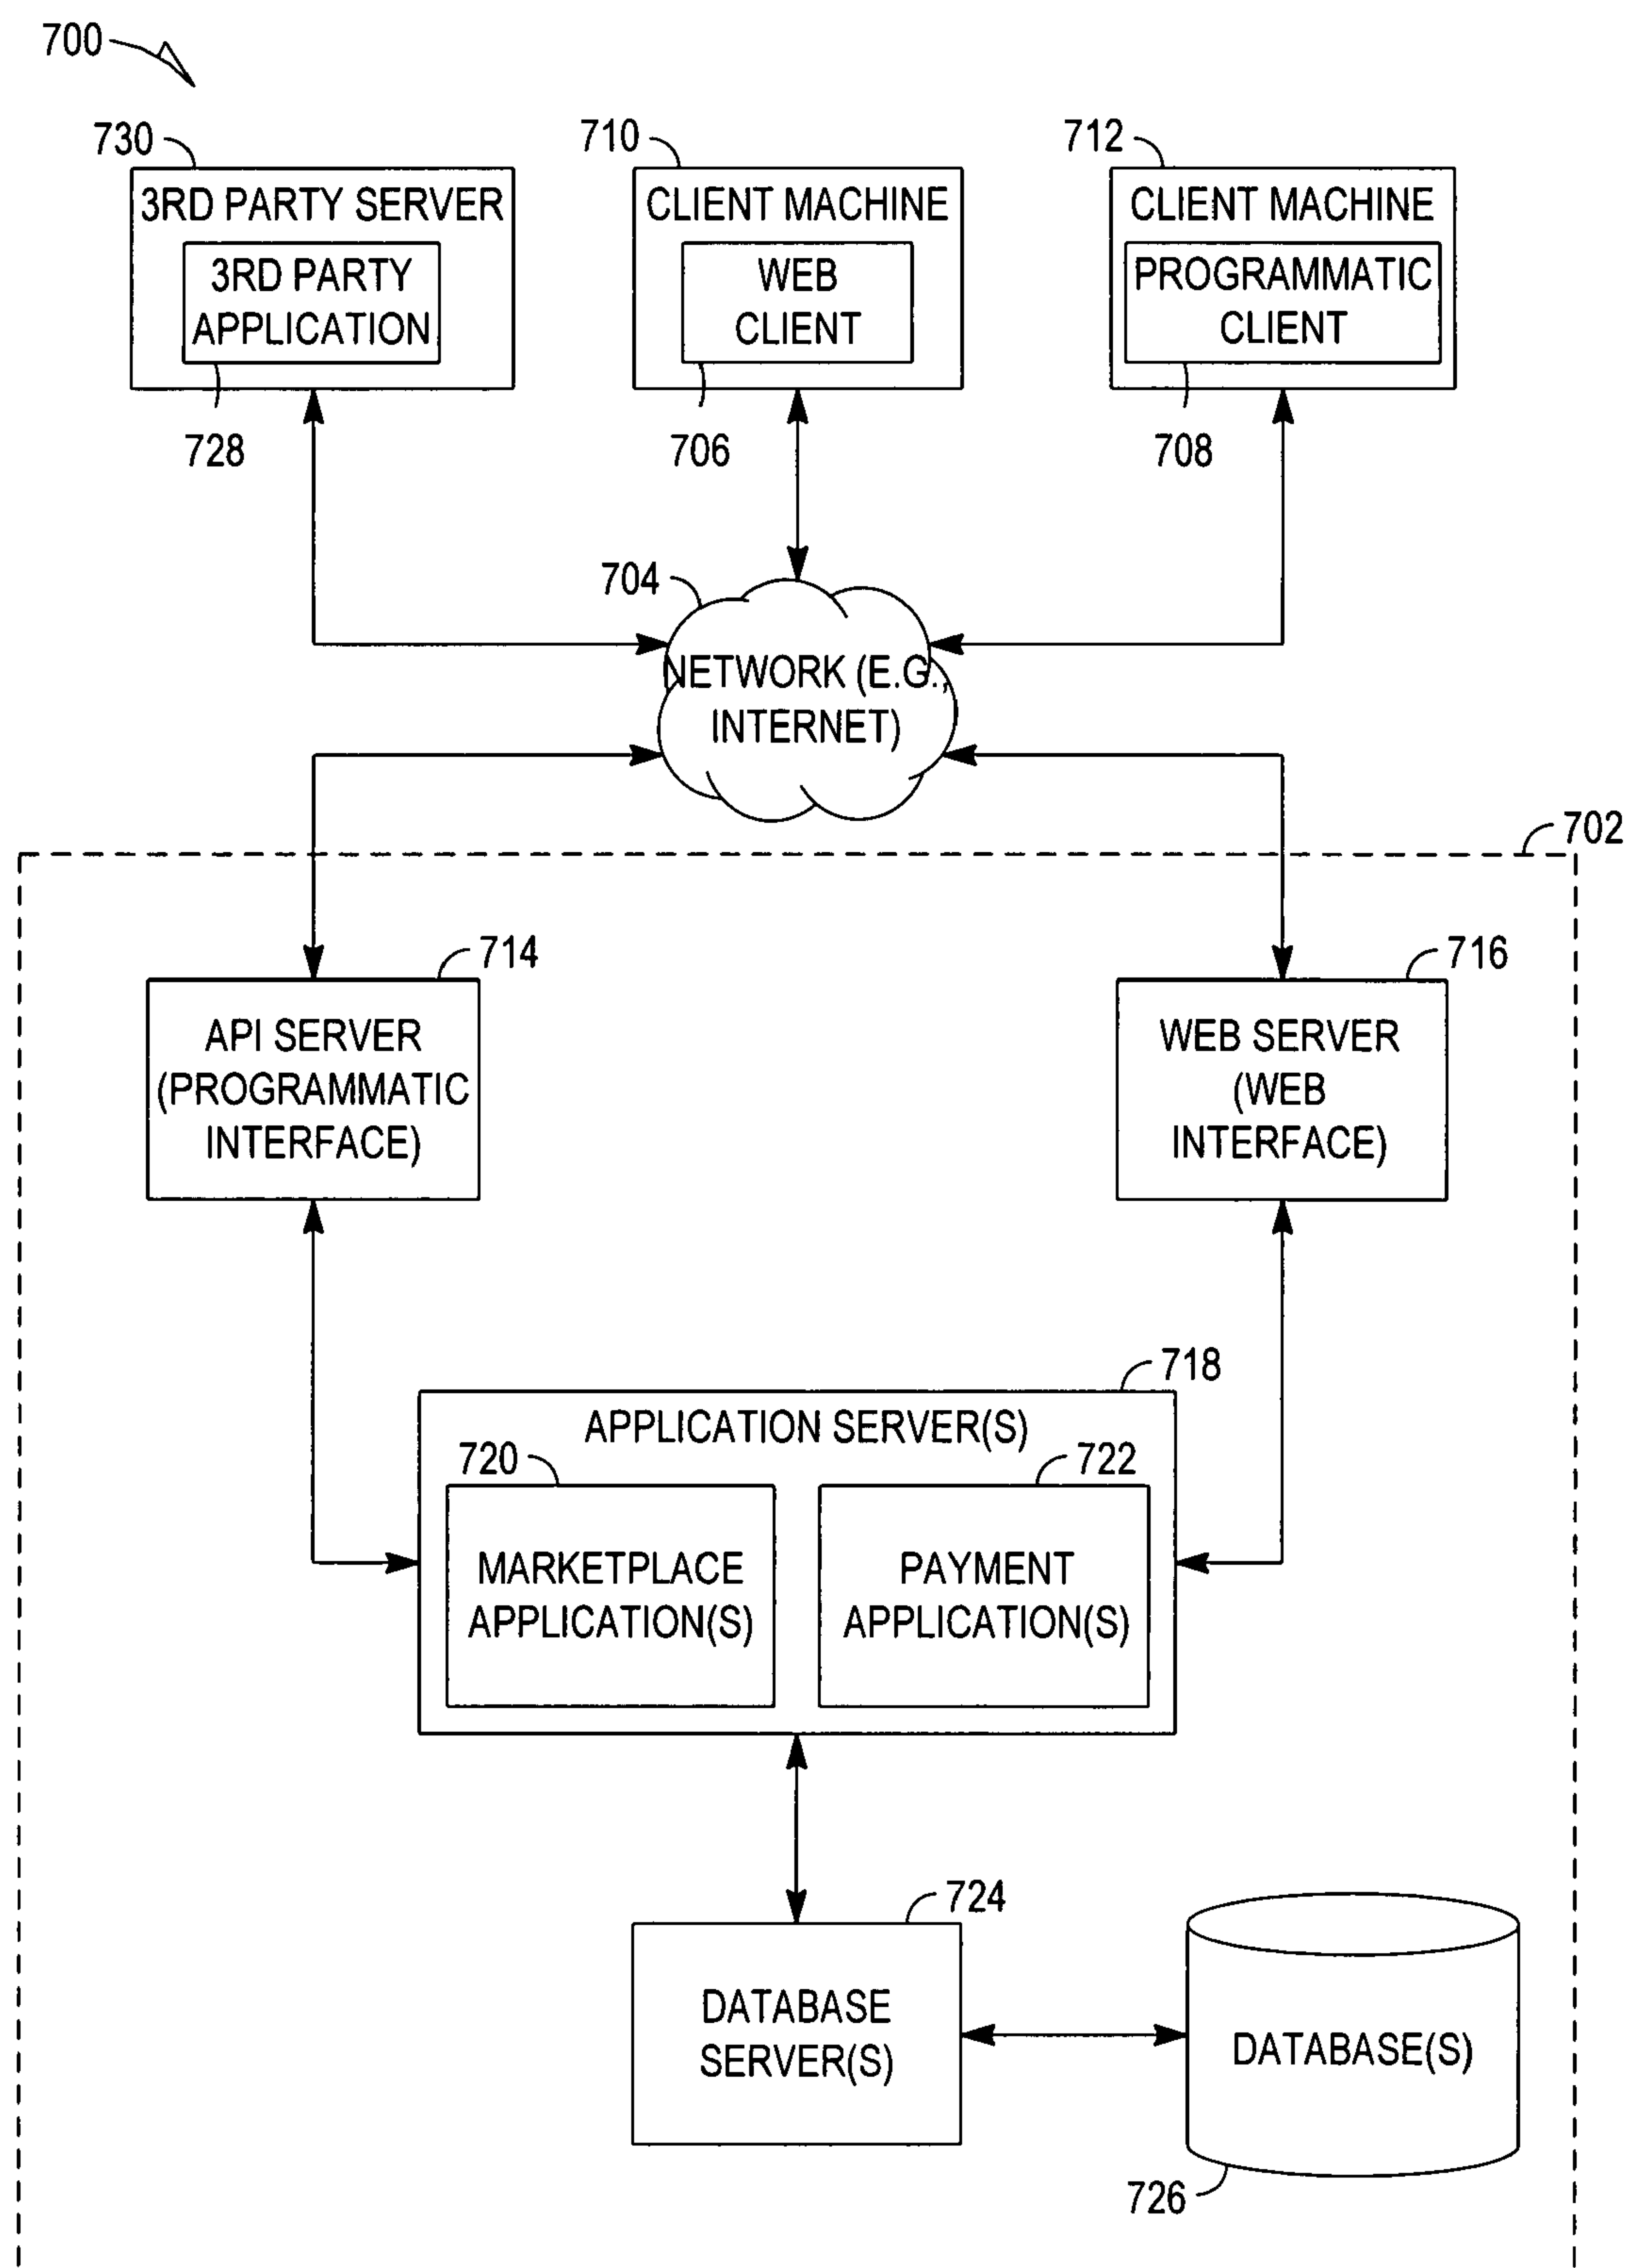 700
730
710
712
3RD PARTY SERVER
3RD PARTY
APPLICATION
CLIENT MACHINE
WEB
CLIENT
CLIENT MACHINE
PROGRAMMATIC
CLIENT
728
706
708
704
NETWORK (E.G.,
INTERNET)
702
714
716
API SERVER
(PROGRAMMATIC
INTERFACE)
WEB SERVER
(WEB
INTERFACE)
718
APPLICATION SERVER(S)
720
722
MARKETPLACE
APPLICATION(S)
PAYMENT
APPLICATION(S)
724
DATABASE
SERVER(S)
DATABASE(S)
726